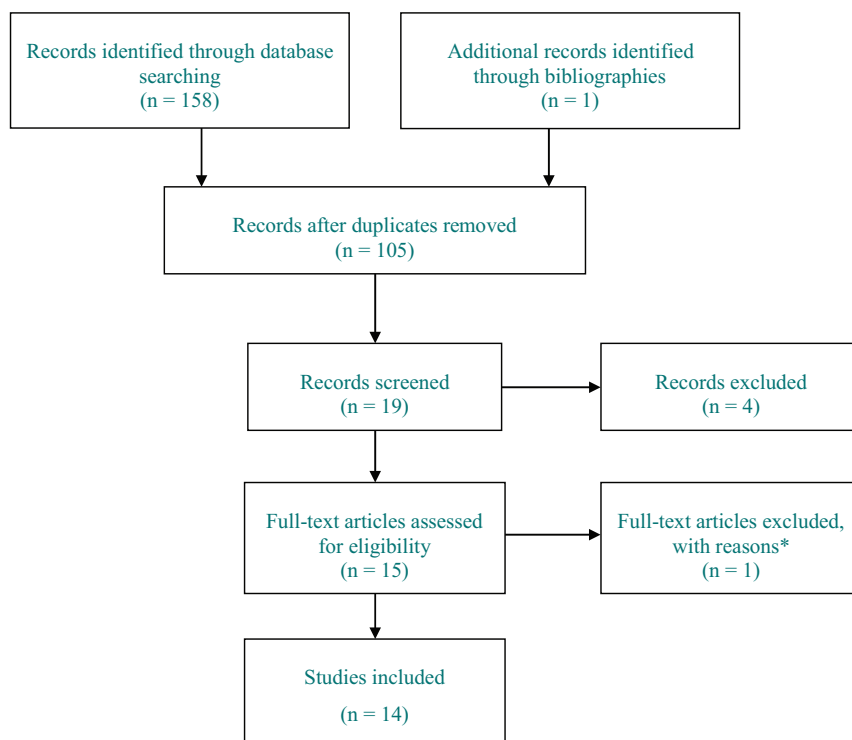 Records identified through database
searching
(n = 158)
Additional records identified
through bibliographies
(n = 1)
Records after duplicates removed
(n = 105)
Records screened
(n = 19)
Records excluded
(n = 4)
Full-text articles assessed
for eligibility
(n = 15)
Full-text articles excluded,
with reasons*
(n = 1)
Studies included
(n = 14)